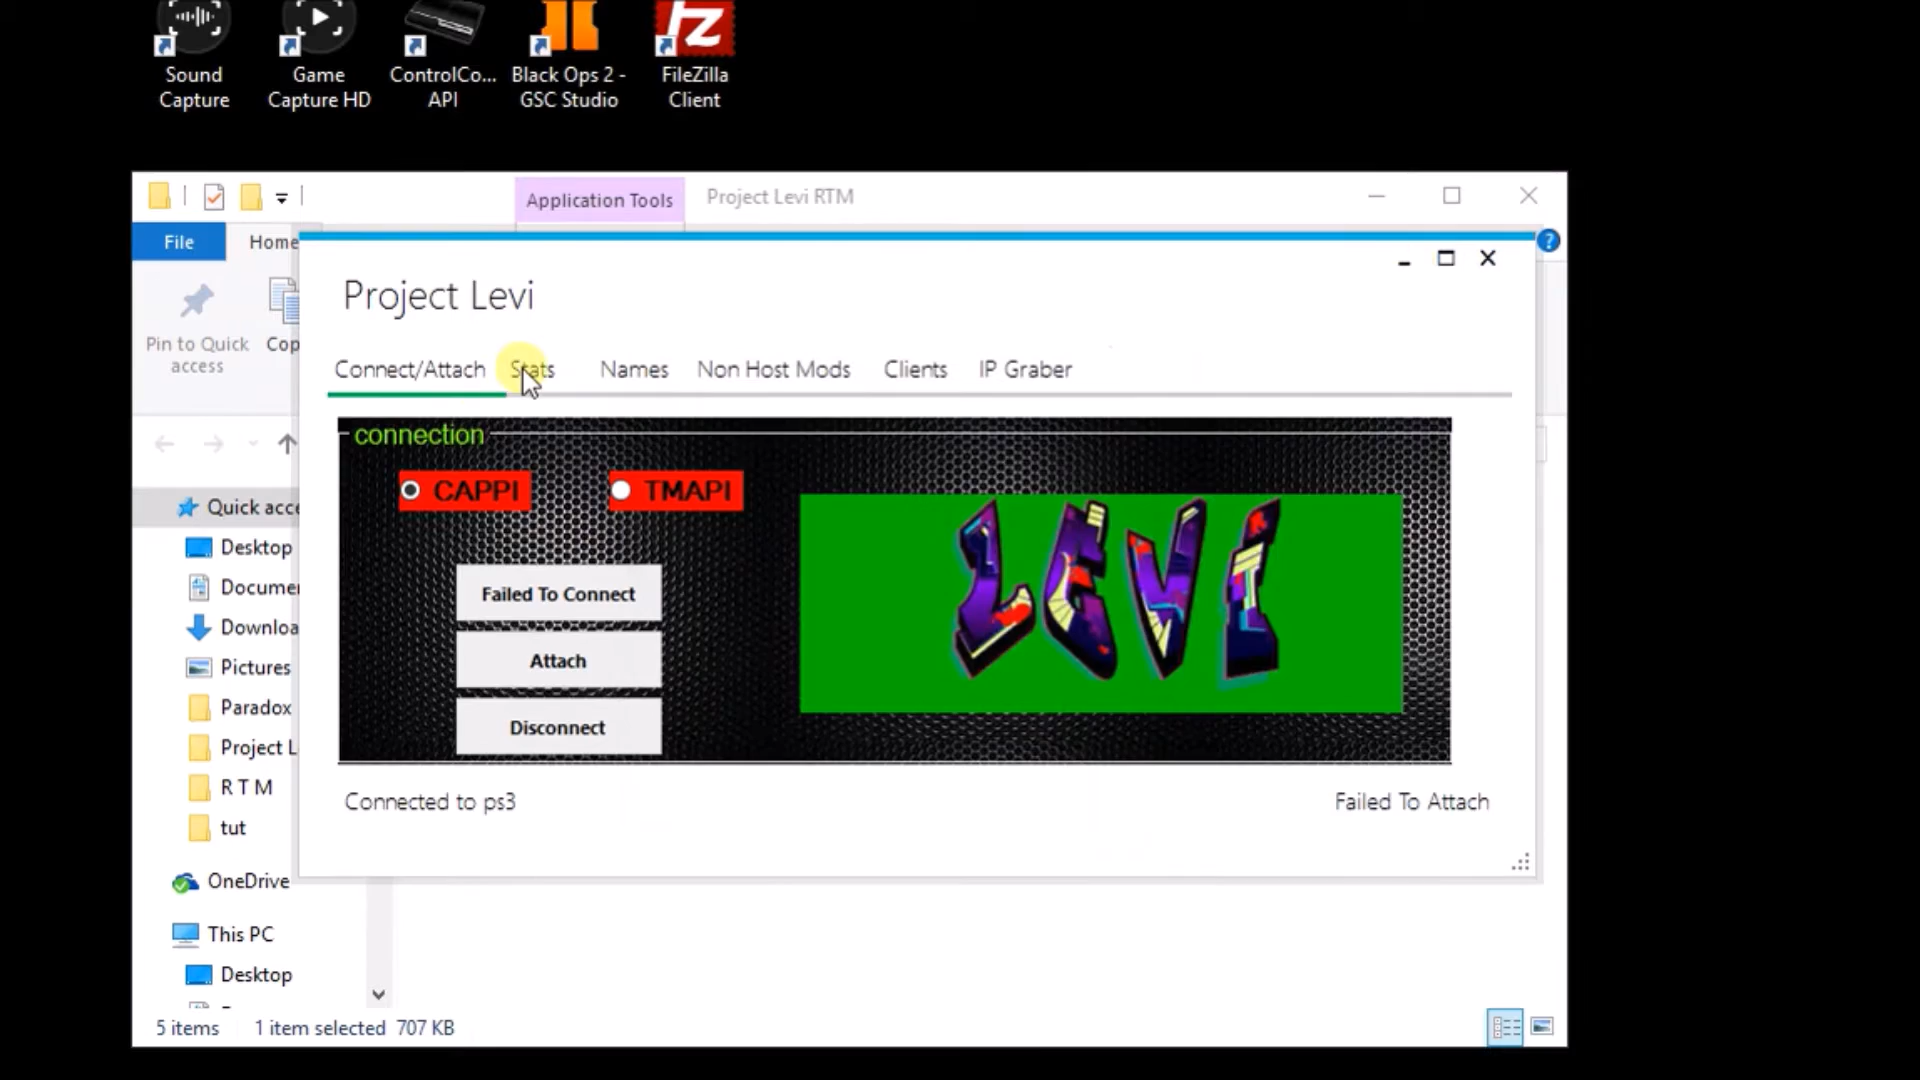 Sound
Capture
Game
Capture HD
ControlCo...
API
Black Ops 2 -
GSC Studio
FZ
FileZilla
Client
Application Tools
Project Levi RTM
File
Home
Pin to Quick
access
Cop
Project Levi
Connect/Attach
Stats
Names
Non Host Mods
Clients
IP Graber
connection
CAPPI
TMAPI
LEVI
Failed To Connect
Attach
Disconnect
Connected to ps3
Failed To Attach
Quick acce
Desktop
Docume
Downloa
Pictures
Paradox
Project L
R T M
tut
OneDrive
This PC
Desktop
5 items
1 item selected 707 KB